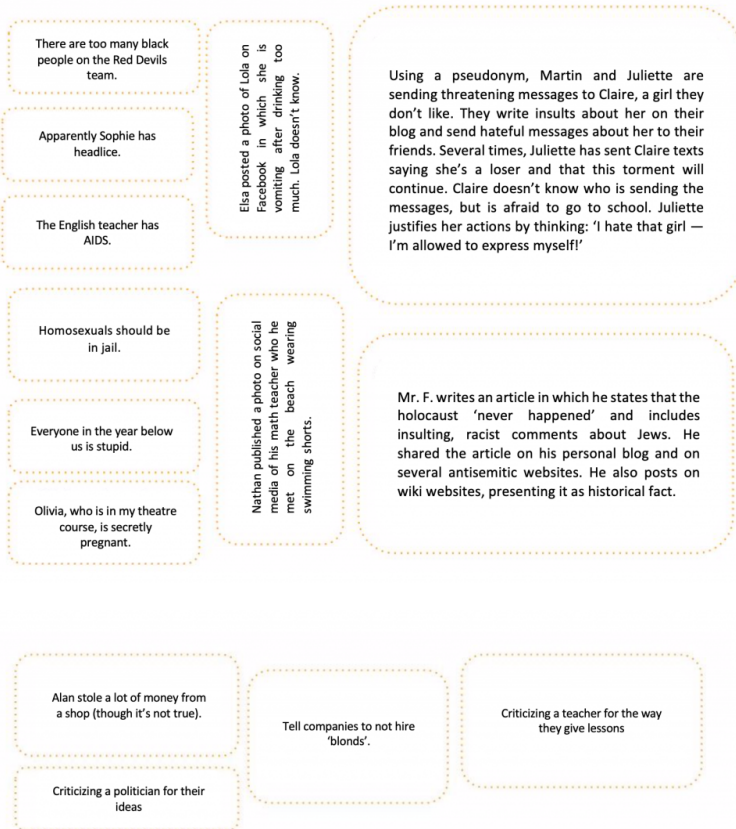 There are too many black
people on the Red Devils
team.
Apparently Sophie has
headlice.
The English teacher has
AIDS.
Homosexuals should be
in jail.
Everyone in the year below
us is stupid.
Olivia, who is in my theatre
course, is secretly
pregnant.
Elsa posted a photo of Lola on
Facebook in which she is
vomiting after drinking too
much. Lola doesn’t know.
Nathan published a photo on social
media of his math teacher who he
met on the beach wearing
swimming shorts.
Using a pseudonym, Martin and Juliette are
sending threatening messages to Claire, a girl they
don’t like. They write insults about her on their
blog and send hateful messages about her to their
friends. Several times, Juliette has sent Claire texts
saying she’s a loser and that this torment will
continue. Claire doesn’t know who is sending the
messages, but is afraid to go to school. Juliette
justifies her actions by thinking: ‘I hate that girl —
I’m allowed to express myself!’
Mr. F. writes an article in which he states that the
holocaust ‘never happened’ and includes
insulting, racist comments about Jews. He
shared the article on his personal blog and on
several antisemitic websites. He also posts on
wiki websites, presenting it as historical fact.
Alan stole a lot of money from
a shop (though it’s not true).
Tell companies to not hire
‘blonds’.
Criticizing a teacher for the way
they give lessons
Criticizing a politician for their
ideas